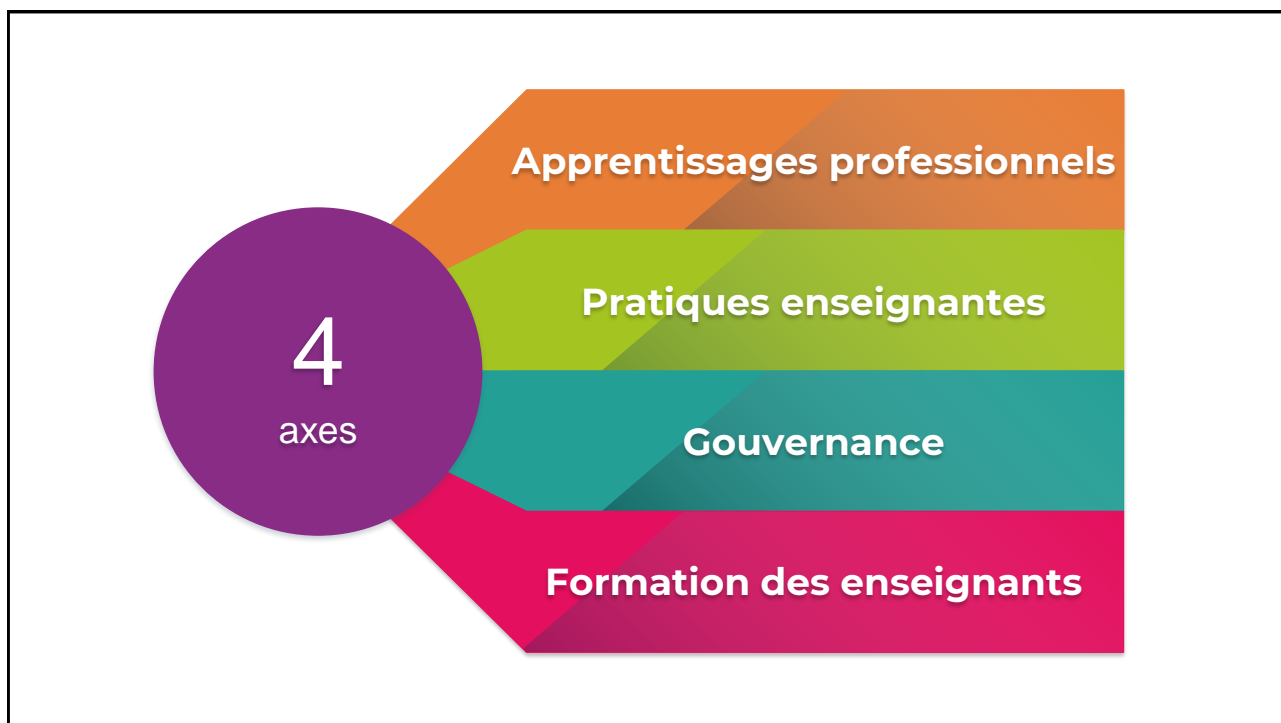 4
axes
Apprentissages professionnels
Pratiques enseignantes
Gouvernance
Formation des enseignants